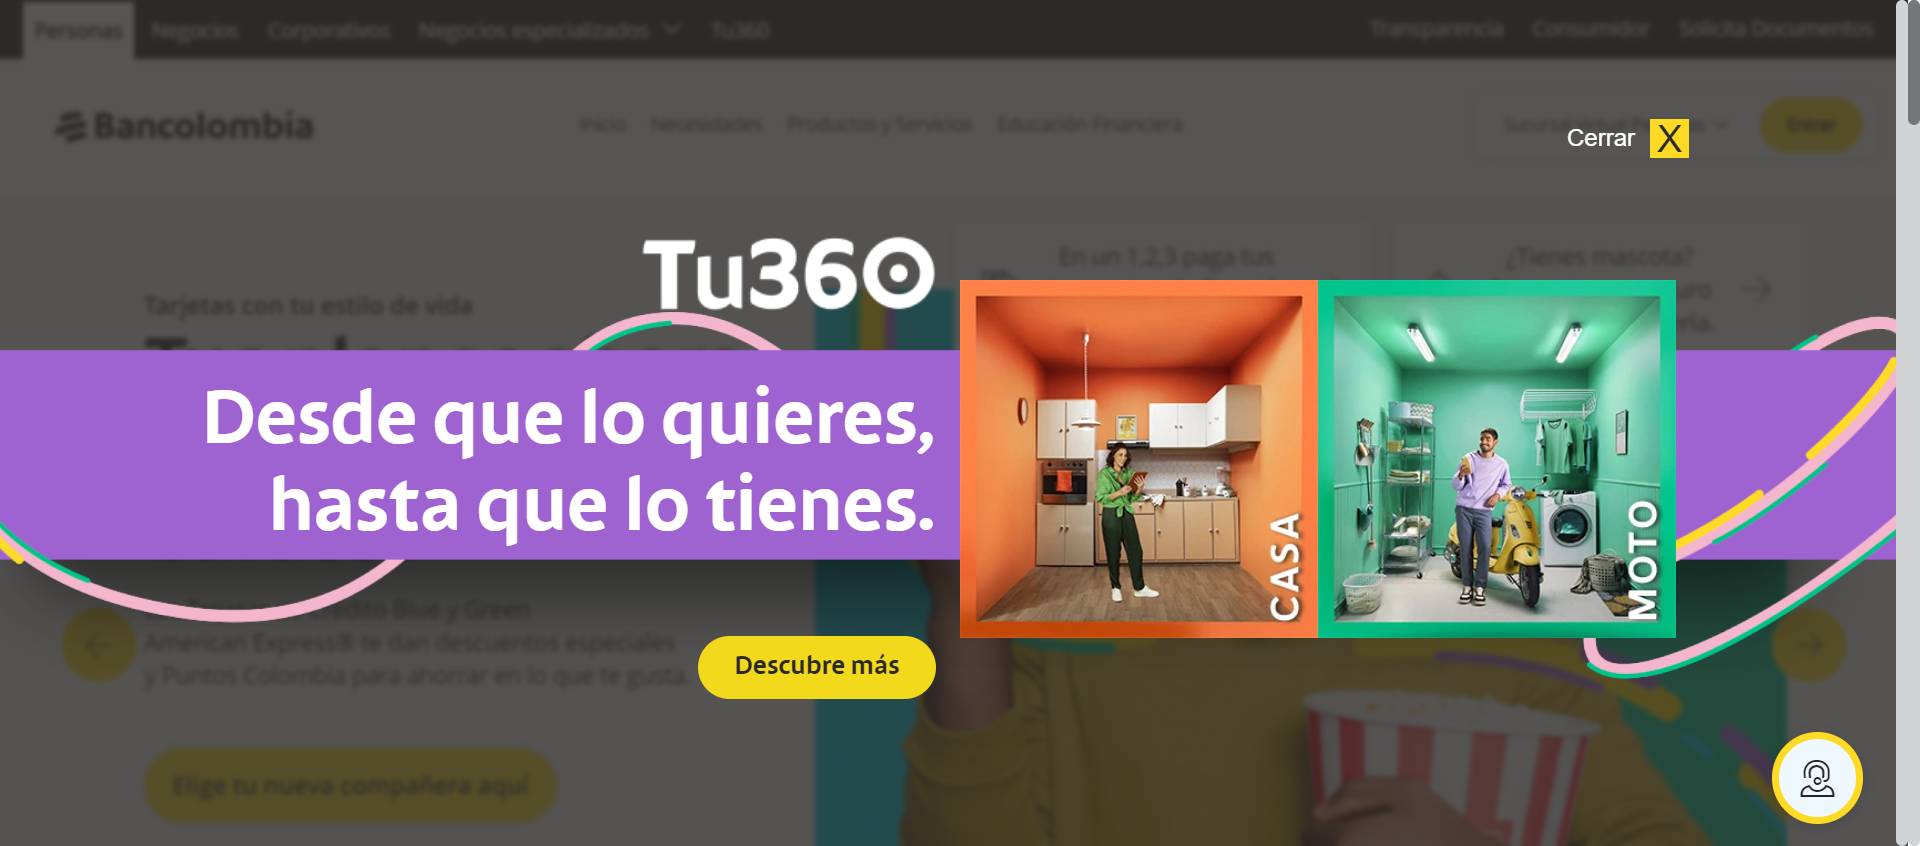 Personas Negocios Corporativos Negocios especializados Tu360 Transparencia Consumidor Solicita Documentos
Bancolombia Inicio Necesidades Productos y Servicios Educación Financiera Sucursal Virtual Entrar
Cerrar X
Tu360
En un 1,2,3 paga tus
¿Tienes mascota?
Tarjetas con tu estilo de vida
Desde que lo quieres,
hasta que lo tienes.
CASA
MOTO
Blue y Green
American Express® te dan descuentos especiales
y Puntos Colombia para ahorrar en lo que te gusta.
Descubre más
Elige tu nueva compañera aquí